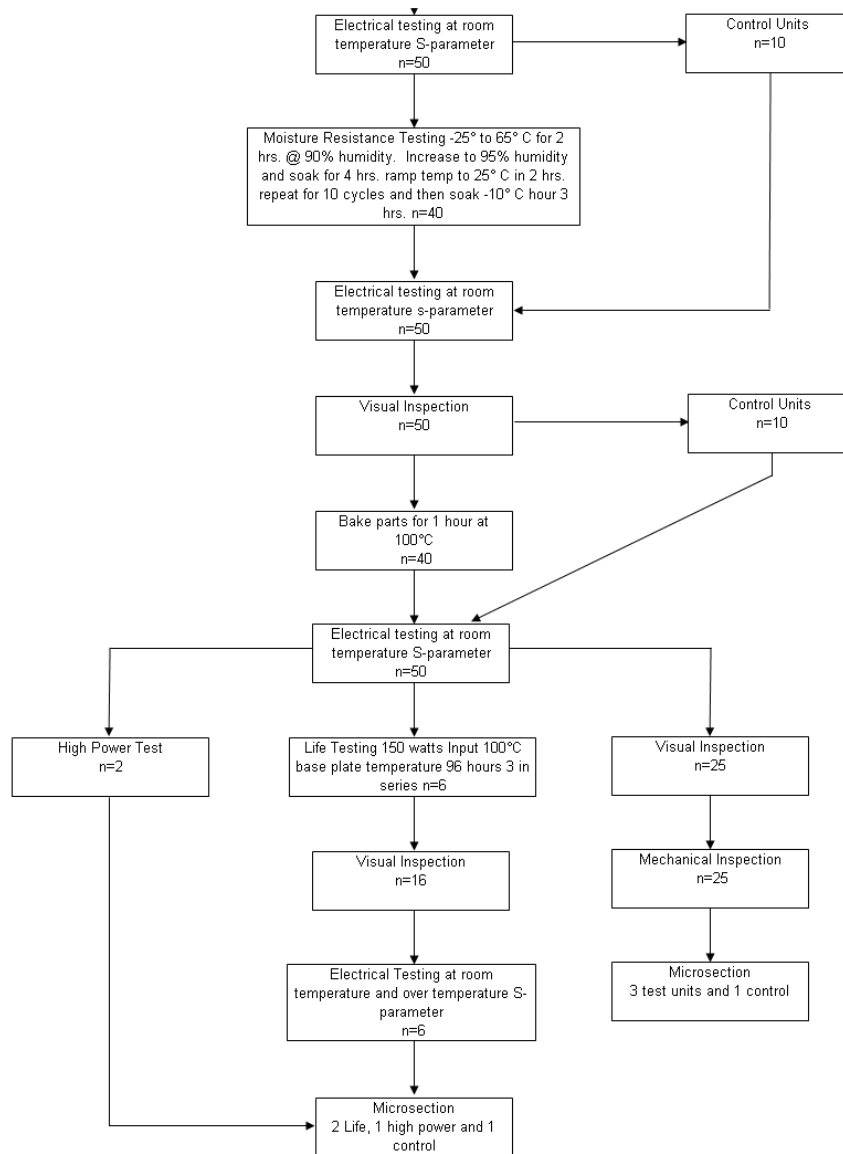 Electrical testing at room
temperature S-parameter
n=50
Control Units
n=10
Moisture Resistance Testing -25° to 65° C for 2
hrs. @ 90% humidity. Increase to 95% humidity
and soak for 4 hrs. ramp temp to 25° C in 2 hrs.
repeat for 10 cycles and then soak -10° C hour 3
hrs. n=40
Electrical testing at room
temperature s-parameter
n=50
Visual Inspection
n=50
Control Units
n=10
Bake parts for 1 hour at
100°C
n=40
Electrical testing at room
temperature S-parameter
n=50
High Power Test
n=2
Life Testing 150 watts Input 100°C
base plate temperature 96 hours 3 in
series n=6
Visual Inspection
n=25
Visual Inspection
n=16
Mechanical Inspection
n=25
Electrical Testing at room
temperature and over temperature S-
parameter
n=6
Microsection
3 test units and 1 control
Microsection
2 Life, 1 high power and 1
control